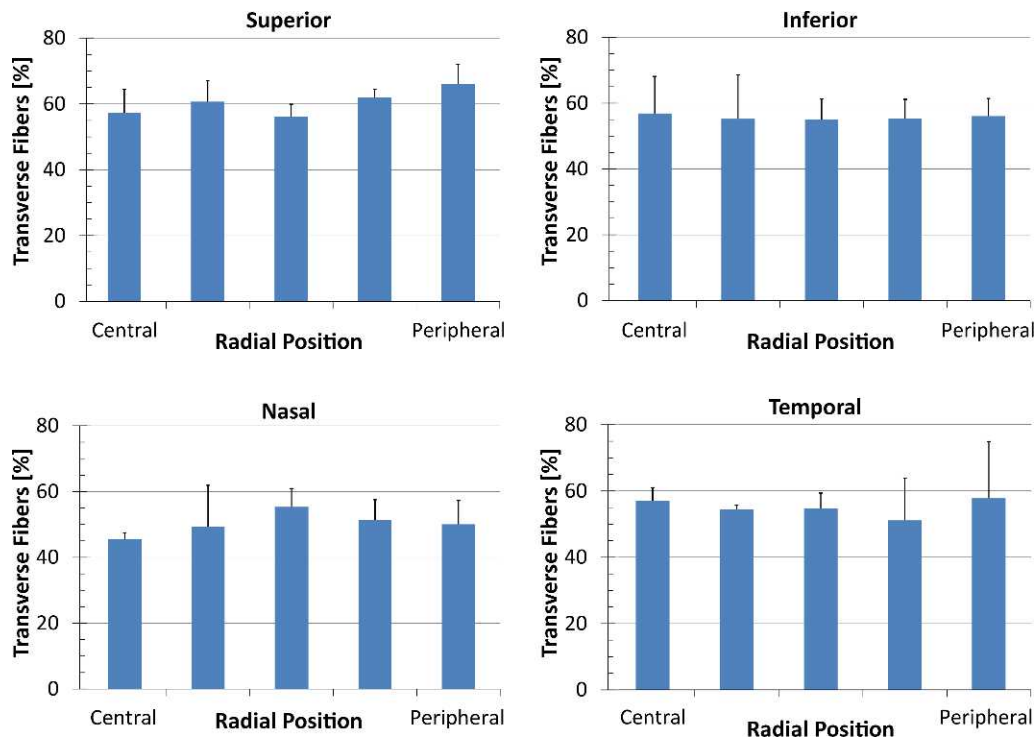 Superior
Transverse Fibers [%]
80
60
40
20
0
Central
Peripheral
Radial Position
Inferior
Transverse Fibers [%]
80
60
40
20
0
Central
Peripheral
Radial Position
Nasal
Transverse Fibers [%]
80
60
40
20
0
Central
Peripheral
Radial Position
Temporal
Transverse Fibers [%]
80
60
40
20
0
Central
Peripheral
Radial Position